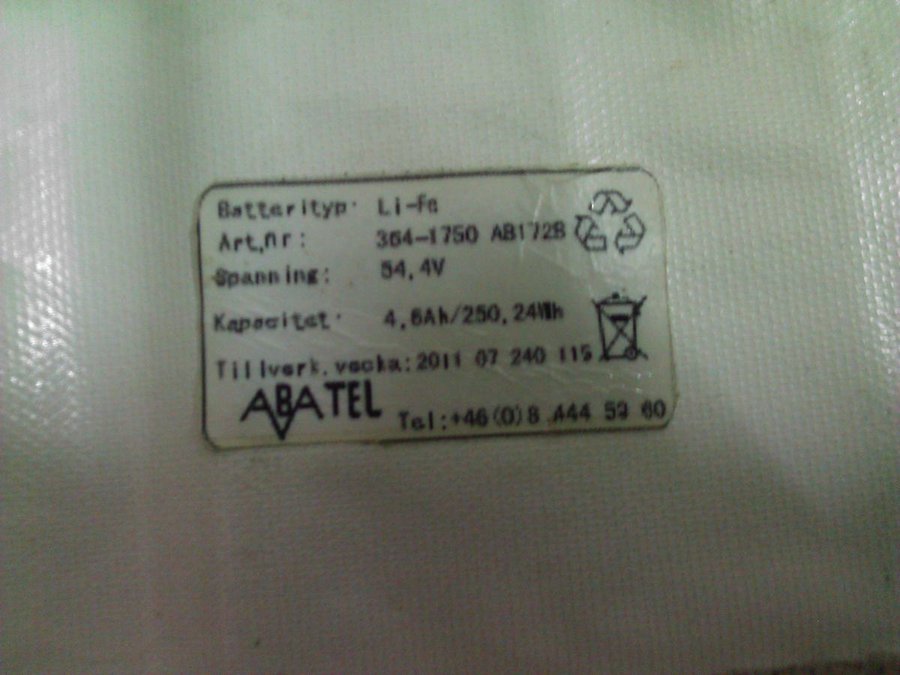 Batterityp: Li-Fe
Art.nr: 364-1750 AB172B
Spanning: 54.4V
Kapacitet: 4.6Ah/250.24Wh
Tillverk.vecka: 2011 07 240 115
ABATEL
Tel:+46(0)8 444 59 60